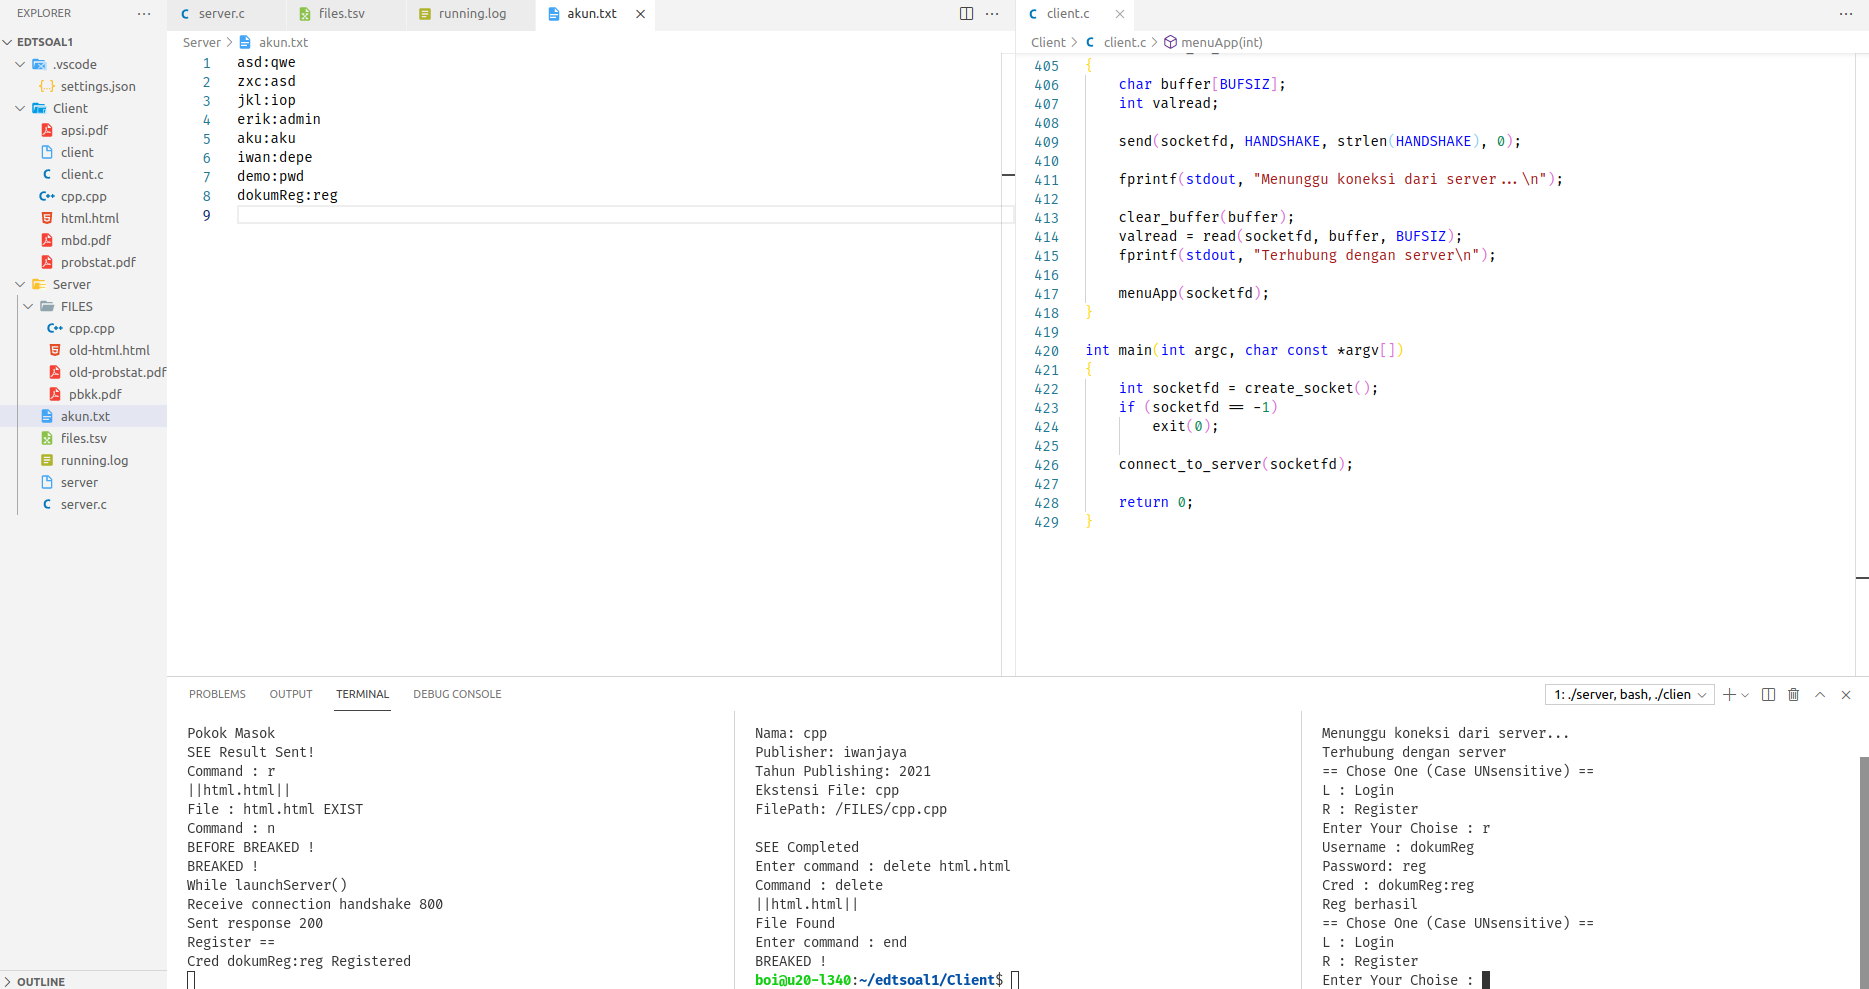 EXPLORER
EDTSOAL1
.vscode
settings.json
Client
apsi.pdf
client
client.c
cpp.cpp
html.html
mbd.pdf
probstat.pdf
Server
FILES
cpp.cpp
old-html.html
old-probstat.pdf
pbkk.pdf
akun.txt
files.tsv
running.log
server
server.c
OUTLINE
server.c
files.tsv
running.log
akun.txt
Server > akun.txt
1 asd:qwe
2 zxc:asd
3 jkl:iop
4 erik:admin
5 aku:aku
6 iwan:depe
7 demo:pwd
8 dokumReg:reg
9
client.c
Client > client.c > menuApp(int)
405 {
406 char buffer[BUFSIZ];
407 int valread;
408
409 send(socketfd, HANDSHAKE, strlen(HANDSHAKE), 0);
410
411 fprintf(stdout, "Menunggu koneksi dari server...\n");
412
413 clear_buffer(buffer);
414 valread = read(socketfd, buffer, BUFSIZ);
415 fprintf(stdout, "Terhubung dengan server\n");
416
417 menuApp(socketfd);
418 }
419
420 int main(int argc, char const *argv[])
421 {
422 int socketfd = create_socket();
423 if (socketfd == -1)
424 exit(0);
425
426 connect_to_server(socketfd);
427
428 return 0;
429 }
PROBLEMS OUTPUT TERMINAL DEBUG CONSOLE
1: ./server, bash, ./clien
Pokok Masok
SEE Result Sent!
Command : r
||html.html||
File : html.html EXIST
Command : n
BEFORE BREAKED !
BREAKED !
While launchServer()
Receive connection handshake 800
Sent response 200
Register ==
Cred dokumReg:reg Registered
Nama: cpp
Publisher: iwanjaya
Tahun Publishing: 2021
Ekstensi File: cpp
FilePath: /FILES/cpp.cpp
SEE Completed
Enter command : delete html.html
Command : delete
||html.html||
File Found
Enter command : end
BREAKED !
boi@u20-l340:~/edtsoal1/Client$
Menunggu koneksi dari server...
Terhubung dengan server
== Chose One (Case UNsensitive) ==
L : Login
R : Register
Enter Your Choise : r
Username : dokumReg
Password: reg
Cred : dokumReg:reg
Reg berhasil
== Chose One (Case UNsensitive) ==
L : Login
R : Register
Enter Your Choise :